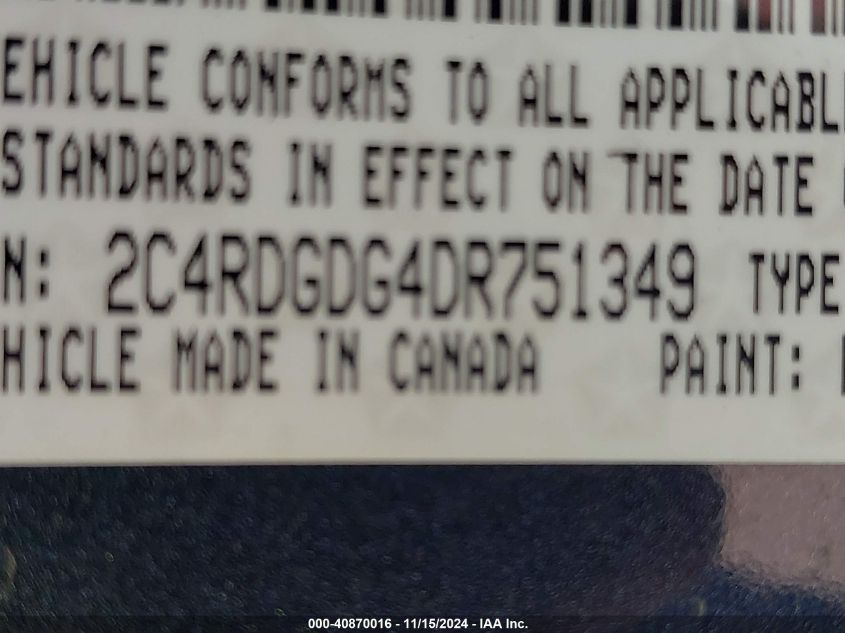 EHICLE CONFORMS TO ALL APPLICABL
STANDARDS IN EFFECT ON THE DATE
N: 2C4RDGDG4DR751349 TYPE
HICLE MADE IN CANADA PAINT:
000-40870016 - 11/15/2024 - IAA Inc.